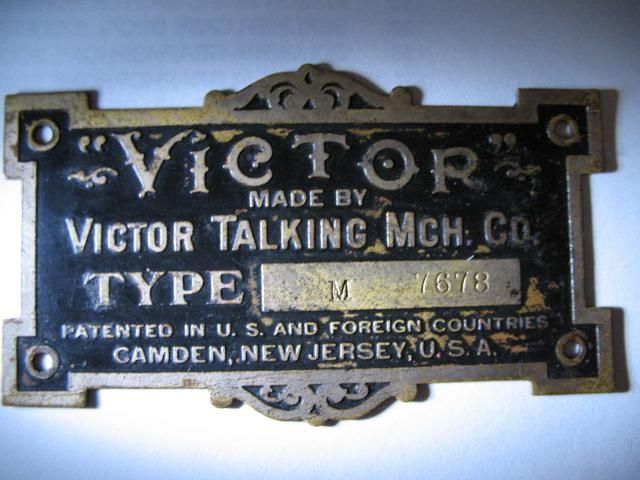 "VICTOR"
MADE BY
VICTOR TALKING MCH. CO.
TYPE M 7678
PATENTED IN U. S. AND FOREIGN COUNTRIES
CAMDEN, NEW JERSEY, U. S. A.